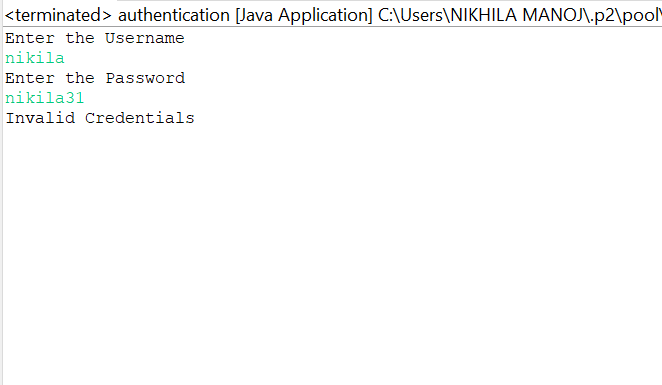 <terminated> authentication [Java Application] C:\Users\NIKHILA MANOJ\.p2\pool\
Enter the Username
nikila
Enter the Password
nikila31
Invalid Credentials